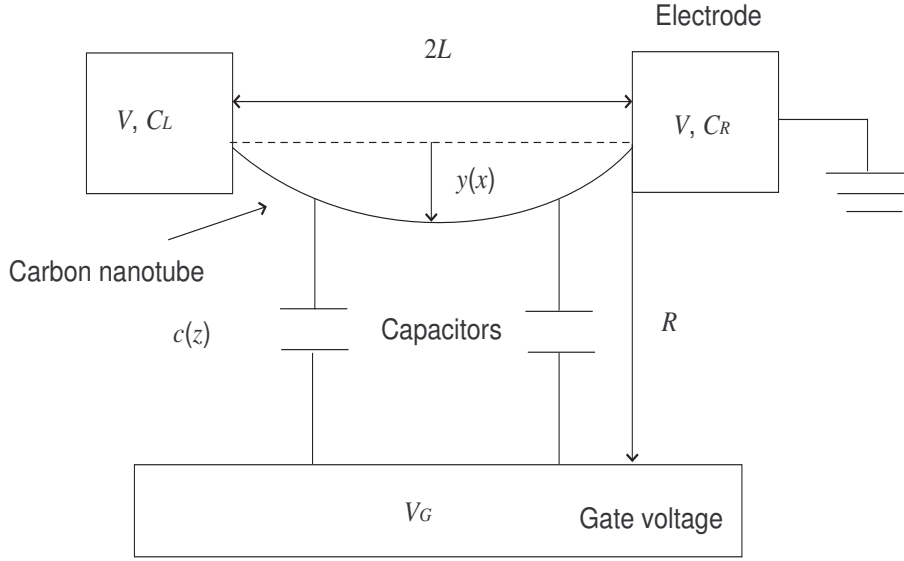 Electrode
2L
V, CL
V, CR
y(x)
Carbon nanotube
c(z)
Capacitors
R
VG
Gate voltage